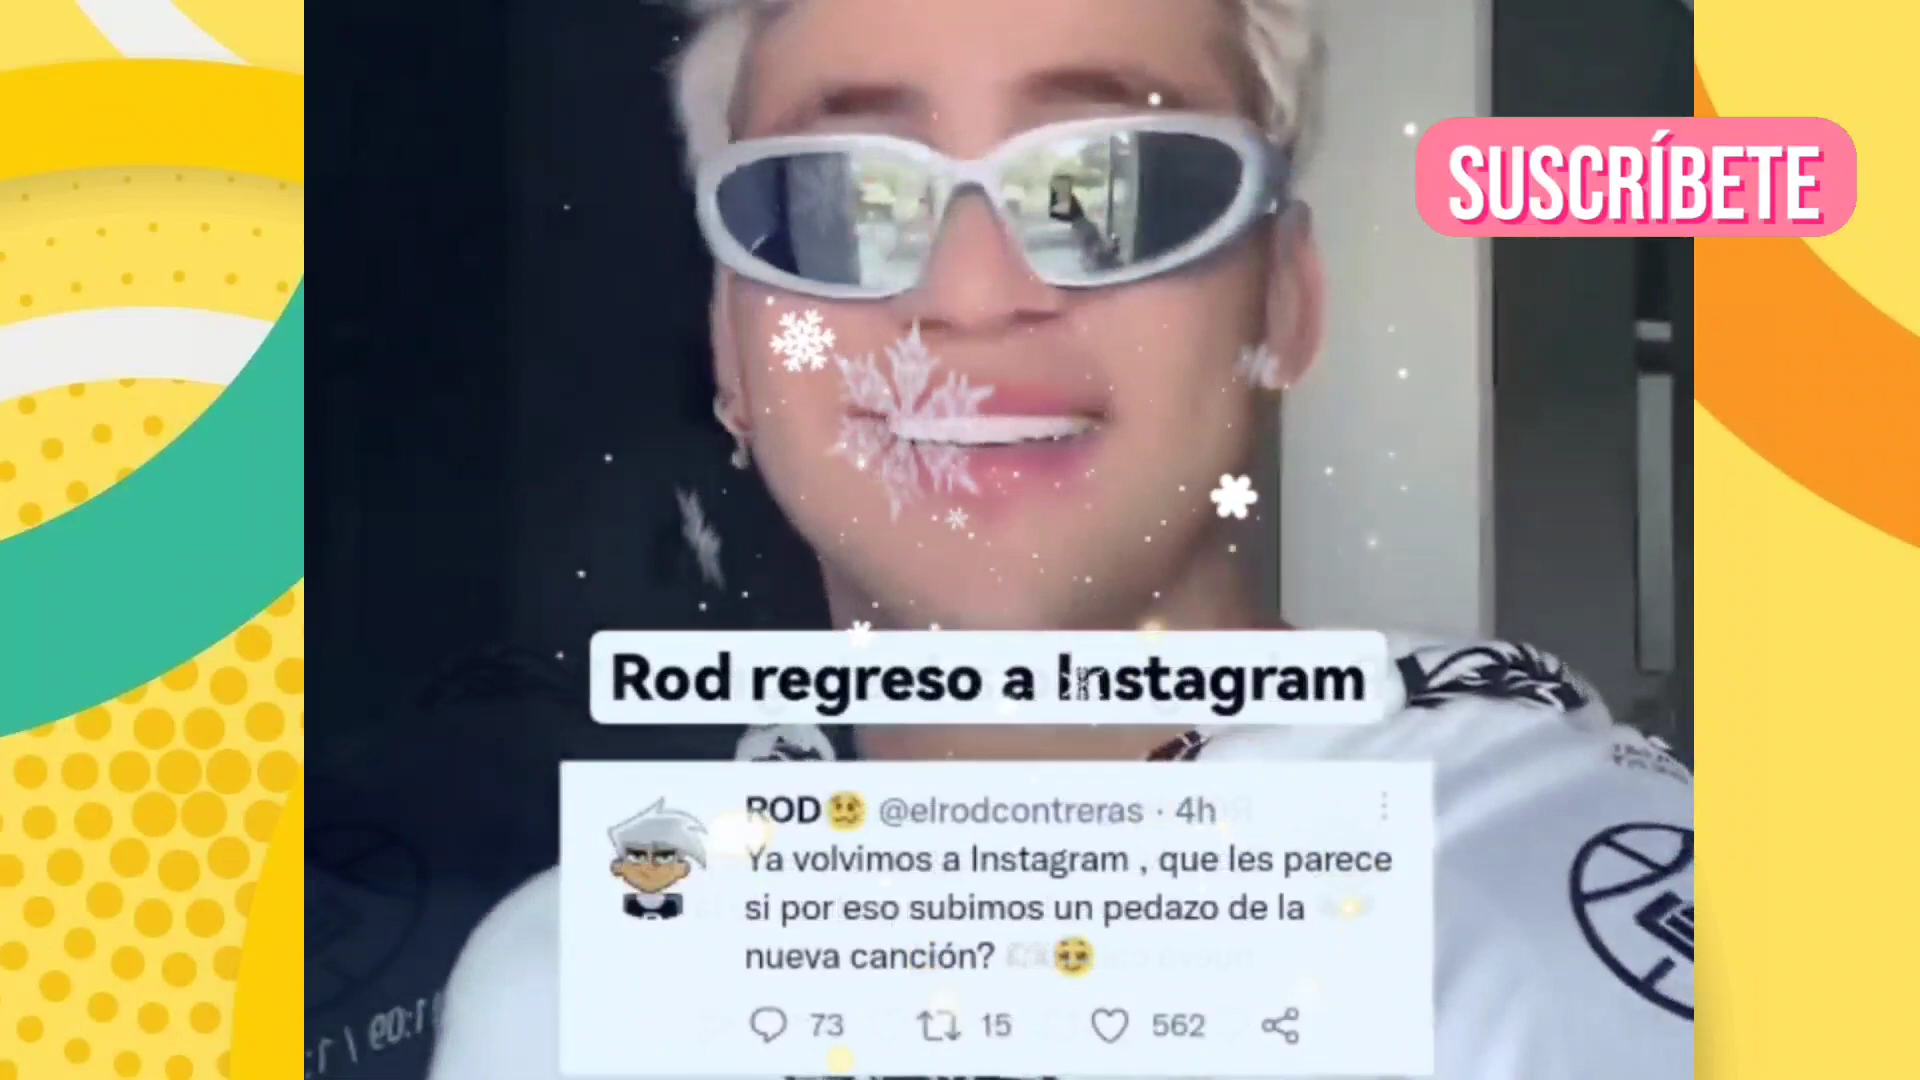 SUSCRÍBETE
Rod regreso a Instagram
ROD🥴 @elrodcontreras · 4h
Ya volvimos a Instagram , que les parece
si por eso subimos un pedazo de la
nueva canción?
73 15 562